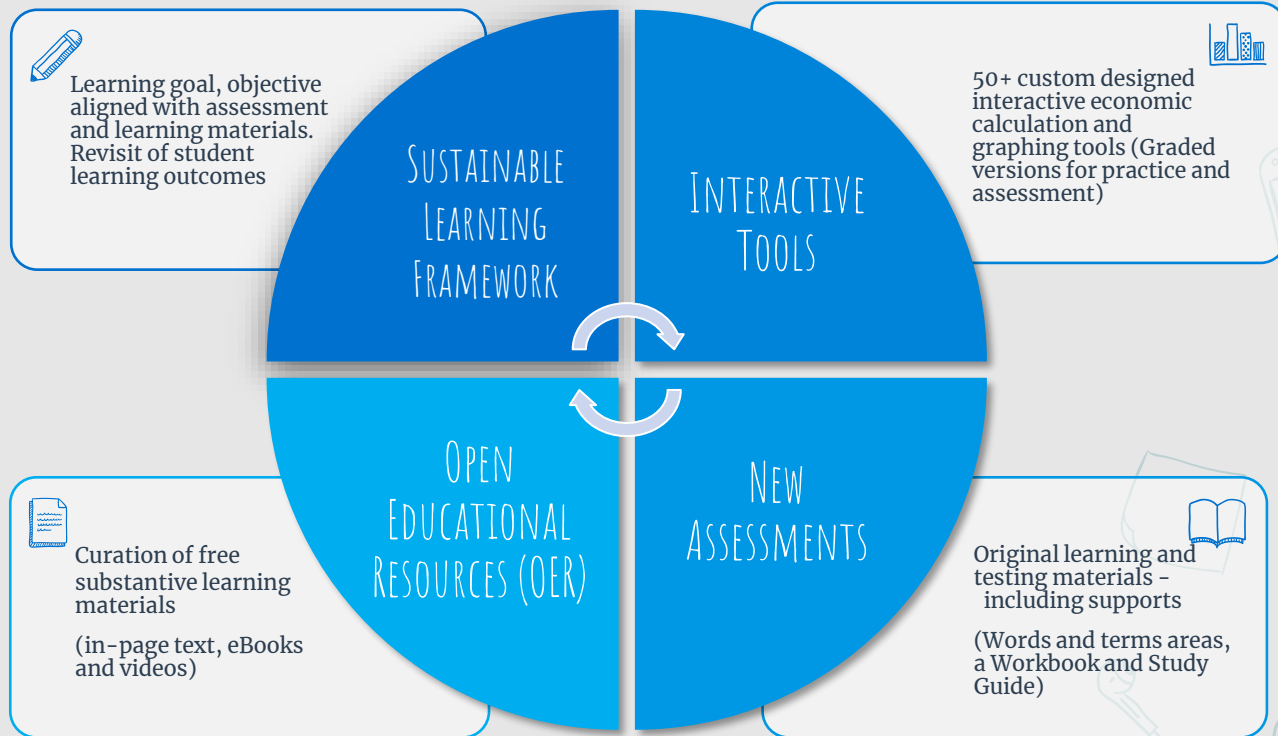 Learning goal, objective
aligned with assessment
and learning materials.
Revisit of student
learning outcomes
SUSTAINABLE
LEARNING
FRAMEWORK
INTERACTIVE
TOOLS
50+ custom designed
interactive economic
calculation and
graphing tools (Graded
versions for practice and
assessment)
Curation of free
substantive learning
materials
(in-page text, eBooks
and videos)
OPEN
EDUCATIONAL
RESOURCES (OER)
NEW
ASSESSMENTS
Original learning and
testing materials -
including supports
(Words and terms areas,
a Workbook and Study
Guide)